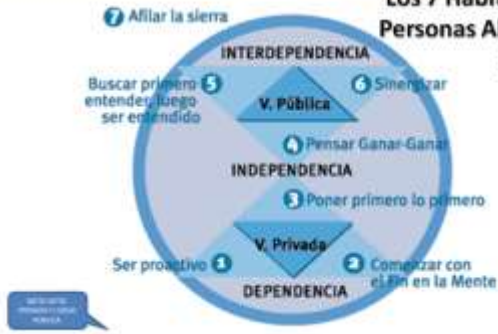 Los 7 Hábi
Personas Al
7 Afilar la sierra
INTERDEPENDENCIA
Buscar primero 5
entender, luego
ser entendido
6 Sinergizar
V. Pública
4 Pensar Ganar-Ganar
INDEPENDENCIA
3 Poner primero lo primero
V. Privada
Ser proactivo 1
2 Comenzar con
el Fin en la Mente
DEPENDENCIA